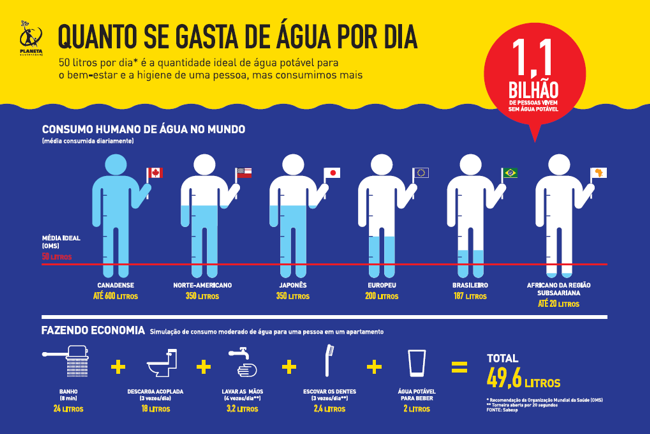 PLANETA
QUANTO SE GASTA DE ÁGUA POR DIA
50 litros por dia* é a quantidade ideal de água potável para
o bem-estar e a higiene de uma pessoa, mas consumimos mais
1,1
BILHÃO
DE PESSOAS VIVEM
SEM ÁGUA POTÁVEL
CONSUMO HUMANO DE ÁGUA NO MUNDO
(média consumida diariamente)
MÉDIA IDEAL
(OMS)
50 LITROS
CANADENSE
ATÉ 600 LITROS
NORTE-AMERICANO
350 LITROS
JAPONÊS
350 LITROS
EUROPEU
200 LITROS
BRASILEIRO
187 LITROS
AFRICANO DA REGIÃO
SUBSAARIANA
ATÉ 20 LITROS
FAZENDO ECONOMIA Simulação de consumo moderado de água para uma pessoa em um apartamento
BANHO
(8 min)
24 LITROS
+
DESCARGA ACOPLADA
(3 vezes/dia)
18 LITROS
+
LAVAR AS MÃOS
(4 vezes/dia**)
3,2 LITROS
+
ESCOVAR OS DENTES
(3 vezes/dia**)
2,4 LITROS
+
ÁGUA POTÁVEL
PARA BEBER
2 LITROS
=
TOTAL
49,6 LITROS
* Recomendação da Organização Mundial da Saúde (OMS)
** Torneira aberta por 20 segundos
FONTE: Sabesp